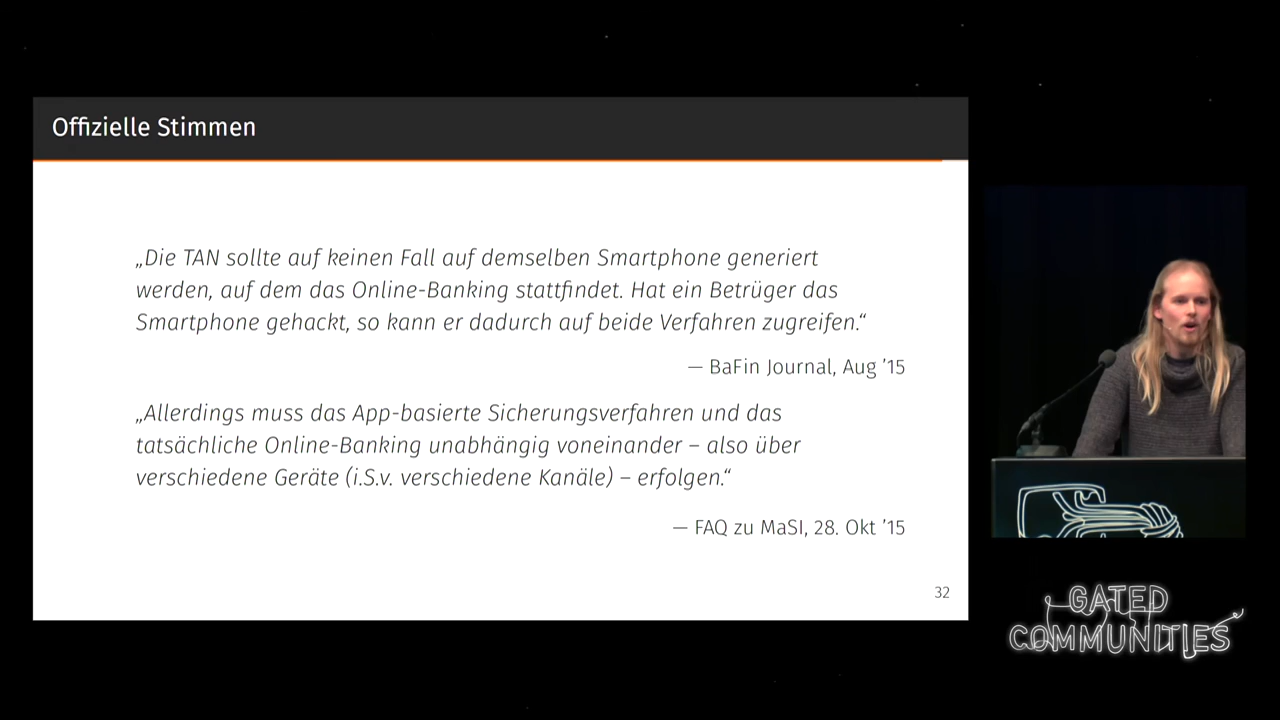 Offizielle Stimmen
„Die TAN sollte auf keinen Fall auf demselben Smartphone generiert
werden, auf dem das Online-Banking stattfindet. Hat ein Betrüger das
Smartphone gehackt, so kann er dadurch auf beide Verfahren zugreifen.“
— BaFin Journal, Aug ’15
„Allerdings muss das App-basierte Sicherungsverfahren und das
tatsächliche Online-Banking unabhängig voneinander – also über
verschiedene Geräte (i.S.v. verschiedene Kanäle) – erfolgen.“
— FAQ zu MaSI, 28. Okt ’15
32
GATED
COMMUNITIES